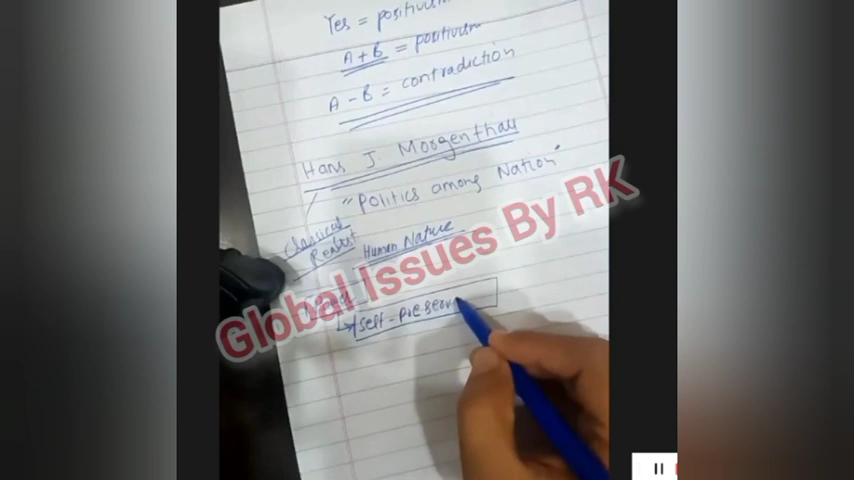 Yes = positivism
A + B = positivism
A - B = contradiction
Hans J. Morgenthau
"Politics among Nation"
Classical
Realist
Human Nature
Self-Preserv
Global Issues By RK